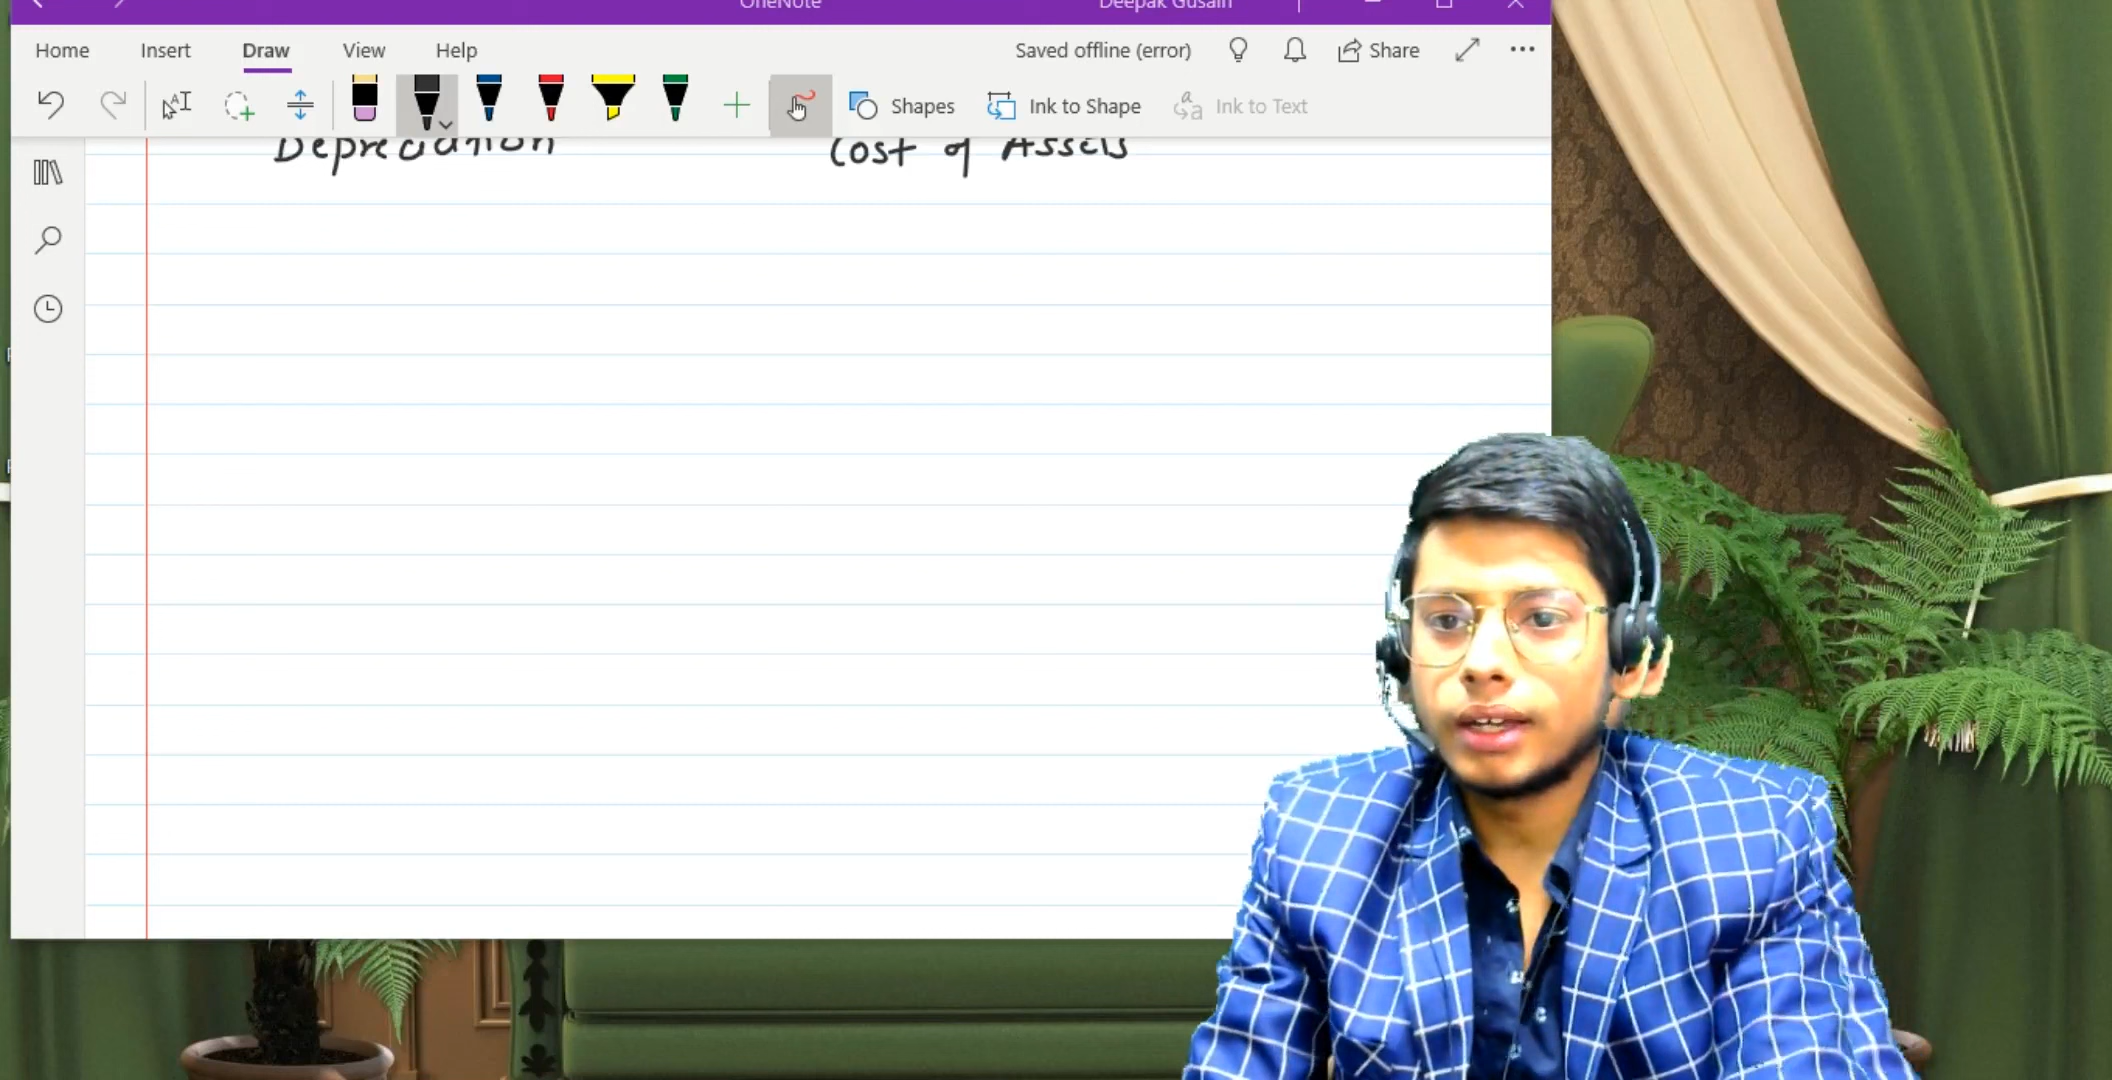 OneNote Deepak Gusain
Home Insert Draw View Help Saved offline (error) Share
Shapes Ink to Shape Ink to Text
Depreciation Cost of Assets